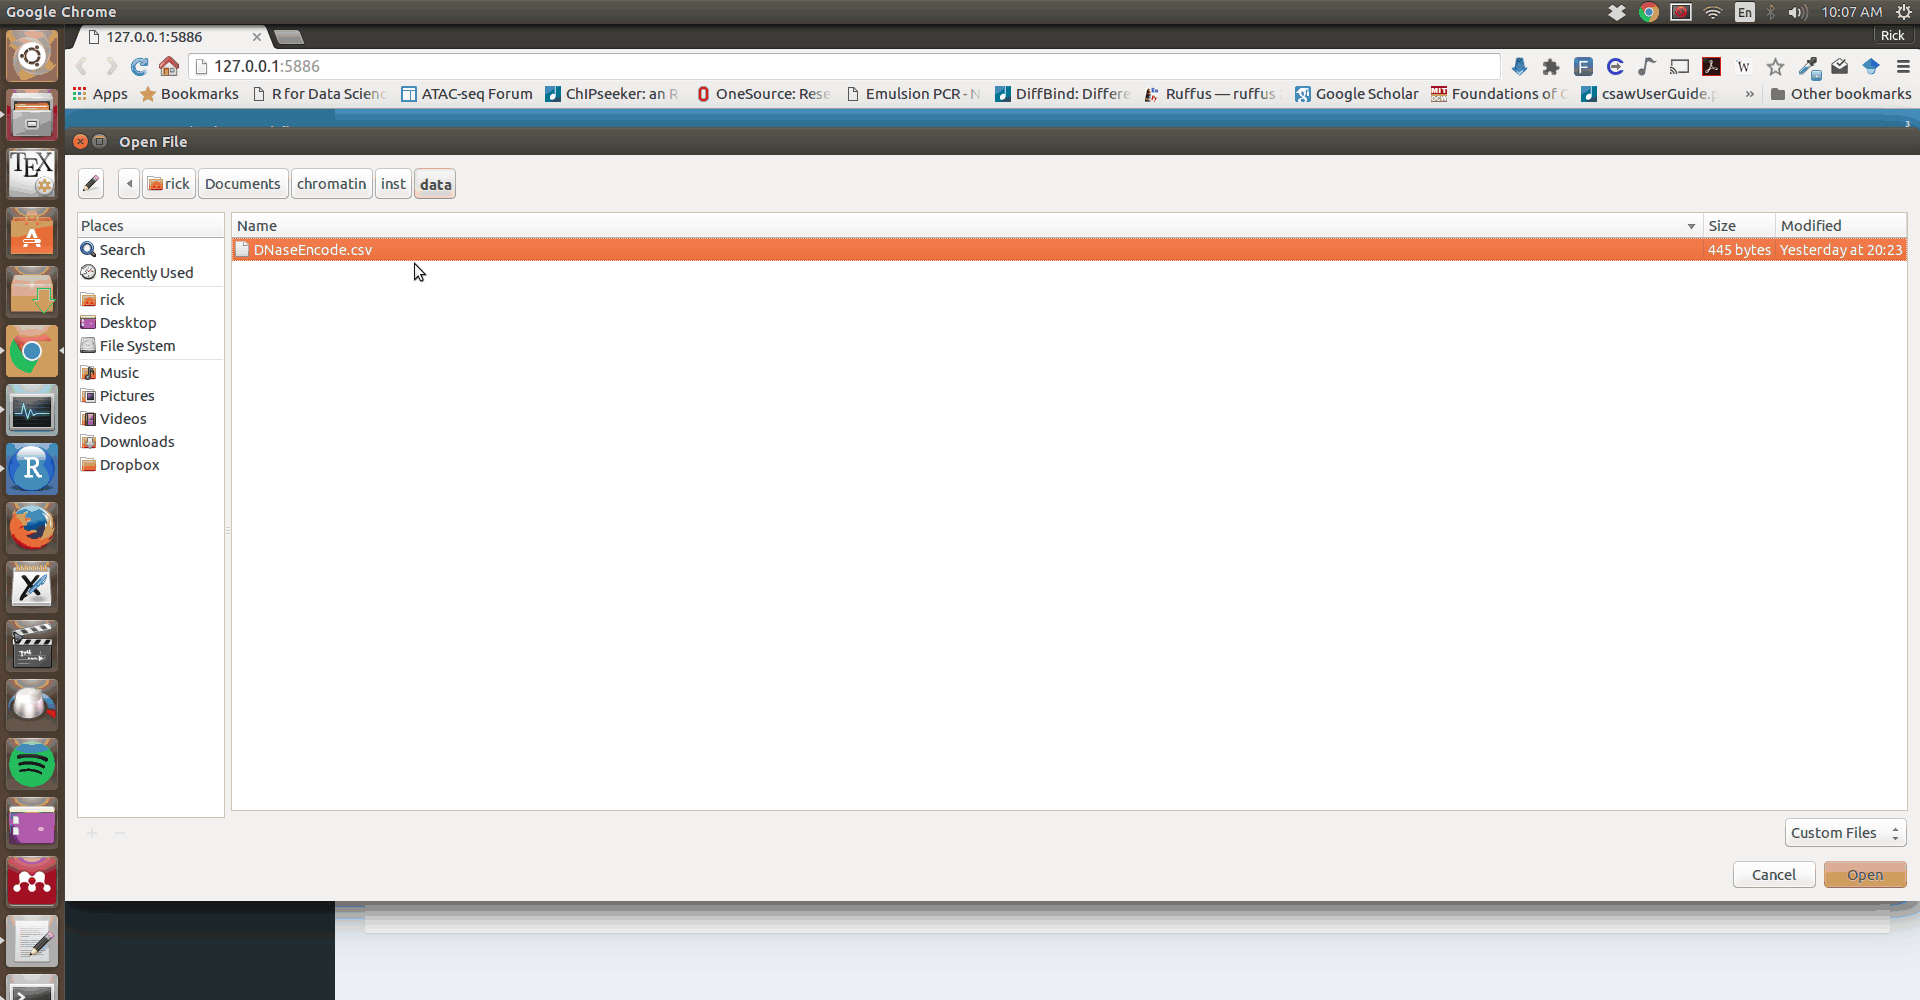 Google Chrome
En
10:07 AM
127.0.0.1:5886
Rick
127.0.0.1:5886
F
W
Apps
Bookmarks
R for Data Scienc
ATAC-seq Forum
ChIPseeker: an R
OneSource: Rese
Emulsion PCR - N
DiffBind: Differe
Ruffus — ruffus
Google Scholar
MIT
Foundations of C
csawUserGuide.p
»
Other bookmarks
3
Open File
rick
Documents
chromatin
inst
data
Places
Search
Recently Used
rick
Desktop
File System
Music
Pictures
Videos
Downloads
Dropbox
Name
Size
Modified
DNaseEncode.csv
445 bytes
Yesterday at 20:23
Custom Files
Cancel
Open
TEX
R
X